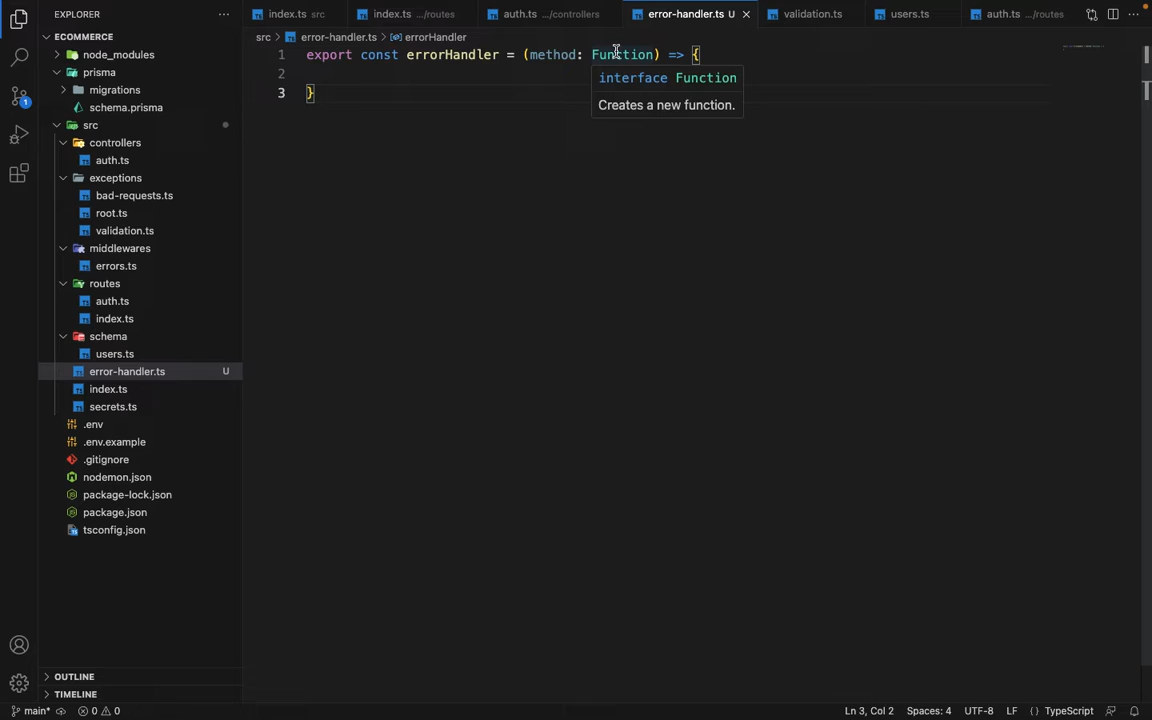 EXPLORER
index.ts src
index.ts .../routes
auth.ts .../controllers
error-handler.ts U
validation.ts
users.ts
auth.ts .../routes
ECOMMERCE
node_modules
prisma
migrations
schema.prisma
src
controllers
auth.ts
exceptions
bad-requests.ts
root.ts
validation.ts
middlewares
errors.ts
routes
auth.ts
index.ts
schema
users.ts
error-handler.ts U
index.ts
secrets.ts
.env
.env.example
.gitignore
nodemon.json
package-lock.json
package.json
tsconfig.json
OUTLINE
TIMELINE
src > error-handler.ts > errorHandler
1 export const errorHandler = (method: Function) => {
2
3 }
interface Function
Creates a new function.
1
main* 0 0
Ln 3, Col 2 Spaces: 4 UTF-8 LF {} TypeScript